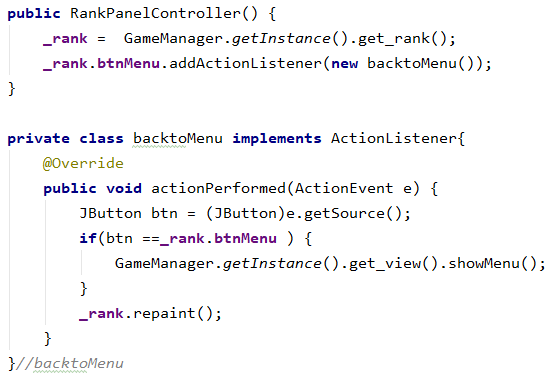 public RankPanelController() {
    _rank =  GameManager.getInstance().get_rank();
    _rank.btnMenu.addActionListener(new backtoMenu());
}
private class backtoMenu implements ActionListener{
    @Override
    public void actionPerformed(ActionEvent e) {
        JButton btn = (JButton)e.getSource();
        if(btn ==_rank.btnMenu ) {
            GameManager.getInstance().get_view().showMenu();
        }
        _rank.repaint();
    }
}//backtoMenu